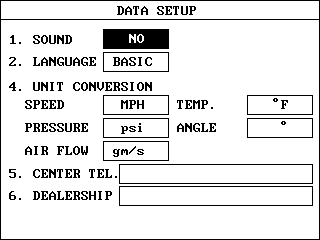 DATA SETUP
1. SOUND NO
2. LANGUAGE BASIC
4. UNIT CONVERSION
SPEED MPH TEMP. °F
PRESSURE psi ANGLE °
AIR FLOW gm/s
5. CENTER TEL.
6. DEALERSHIP